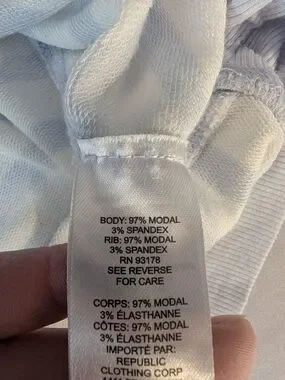 BODY: 97% MODAL
3% SPANDEX
RIB: 97% MODAL
3% SPANDEX
RN 93178
SEE REVERSE
FOR CARE
CORPS: 97% MODAL
3% ÉLASTHANNE
CÔTES: 97% MODAL
3% ÉLASTHANNE
IMPORTÉ PAR:
REPUBLIC
CLOTHING CORP